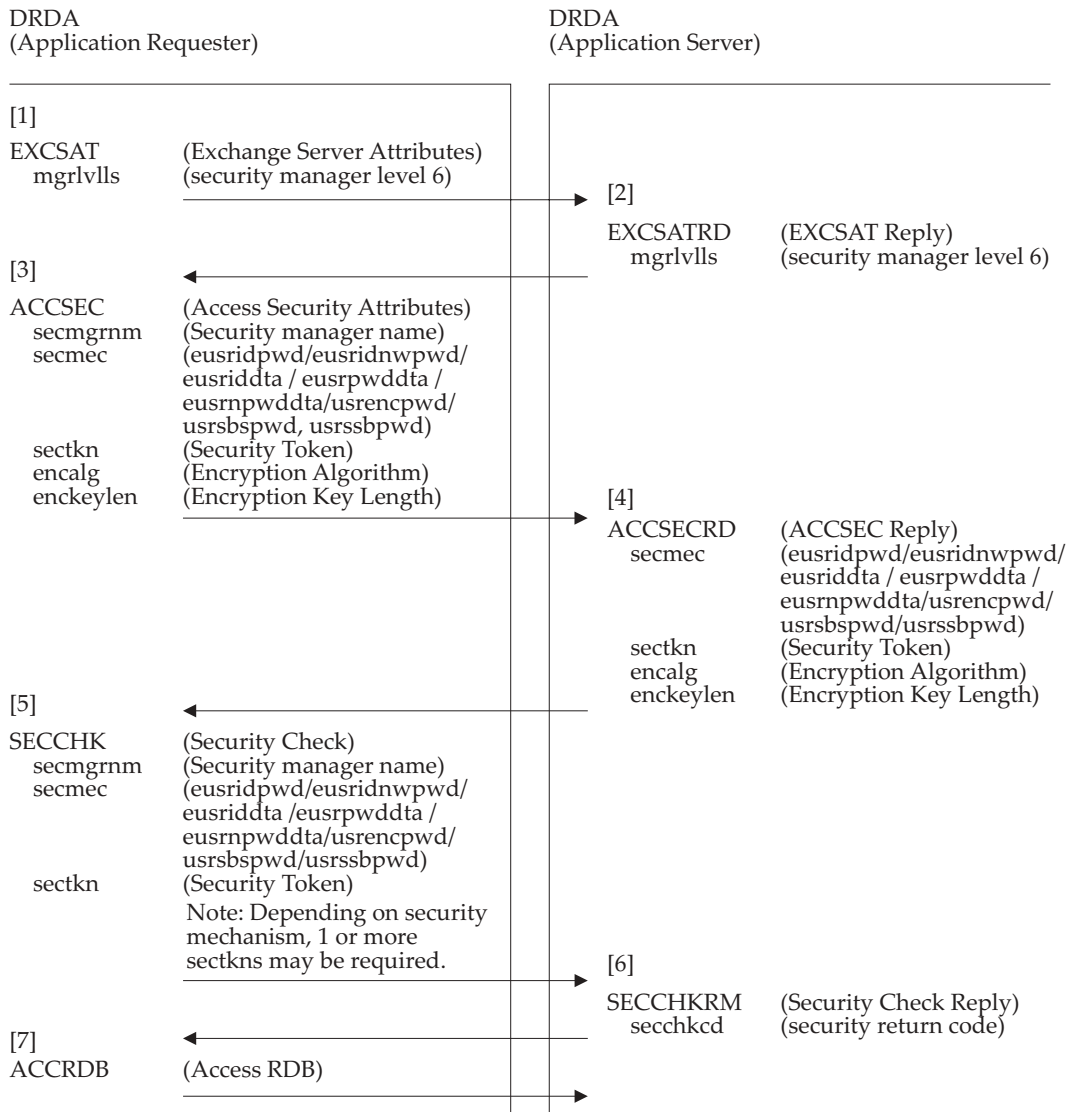 DRDA
(Application Requester)
DRDA
(Application Server)
[1]
EXCSAT (Exchange Server Attributes)
mgrlvlls (security manager level 6)
[2]
EXCSATRD (EXCSAT Reply)
mgrlvlls (security manager level 6)
[3]
ACCSEC (Access Security Attributes)
secmgrnm (Security manager name)
secmec (eusridpwd/eusridnwpwd/
eusriddta / eusrpwddta /
eusrnpwddta/usrencpwd/
usrsbspwd, usrssbpwd)
sectkn (Security Token)
encalg (Encryption Algorithm)
enckeylen (Encryption Key Length)
[4]
ACCSECRD (ACCSEC Reply)
secmec (eusridpwd/eusridnwpwd/
eusriddta / eusrpwddta /
eusrnpwddta/usrencpwd/
usrsbspwd/usrssbpwd)
sectkn (Security Token)
encalg (Encryption Algorithm)
enckeylen (Encryption Key Length)
[5]
SECCHK (Security Check)
secmgrnm (Security manager name)
secmec (eusridpwd/eusridnwpwd/
eusriddta /eusrpwddta /
eusrnpwddta/usrencpwd/
usrsbspwd/usrssbpwd)
sectkn (Security Token)
Note: Depending on security
mechanism, 1 or more
sectkns may be required.
[6]
SECCHKRM (Security Check Reply)
secchkcd (security return code)
[7]
ACCRDB (Access RDB)